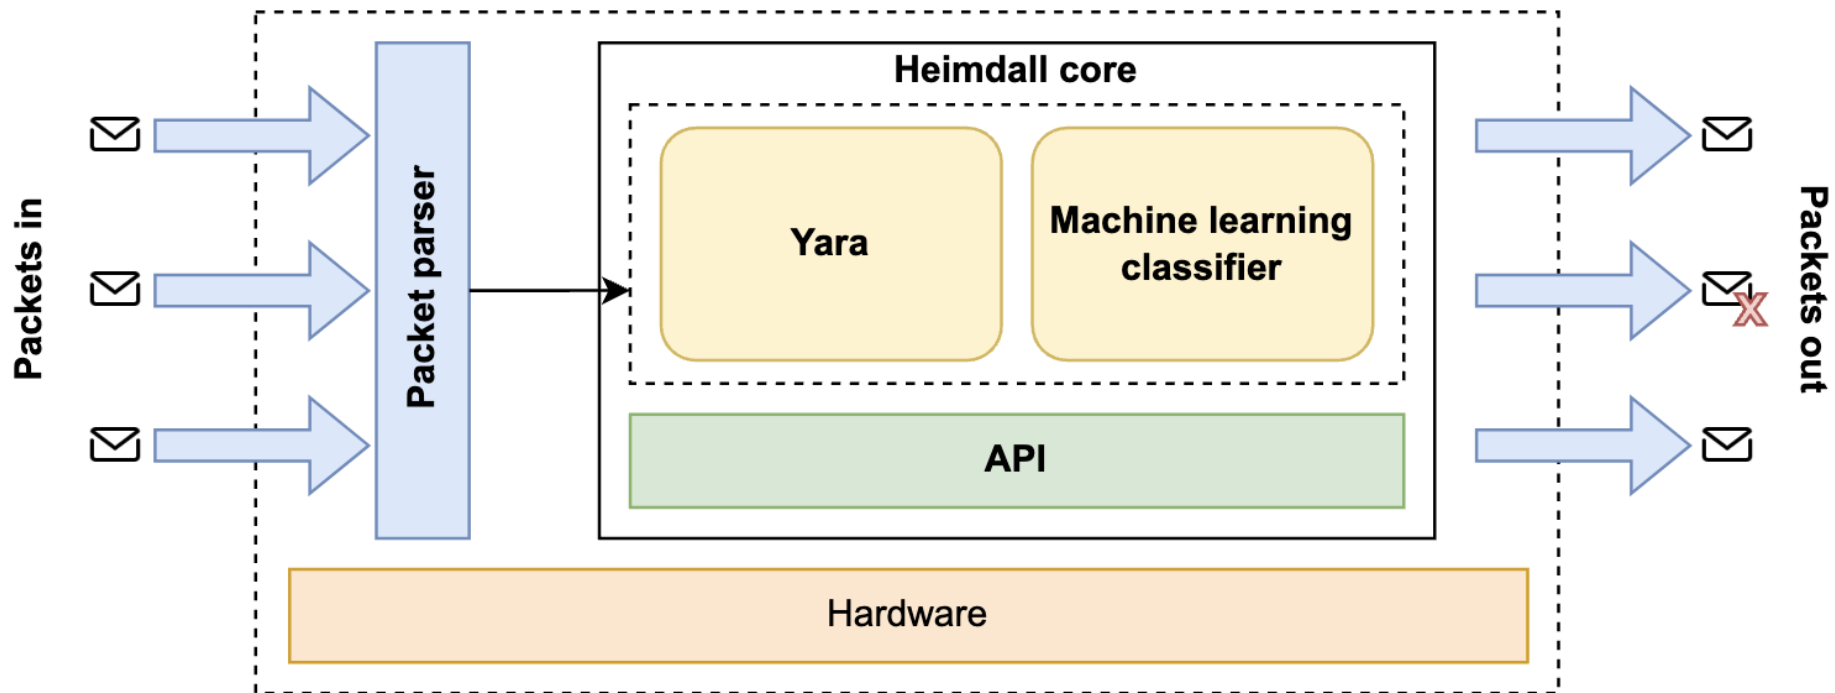 Packets in
Packet parser
Heimdall core
Yara
Machine learning
classifier
API
Hardware
Packets out